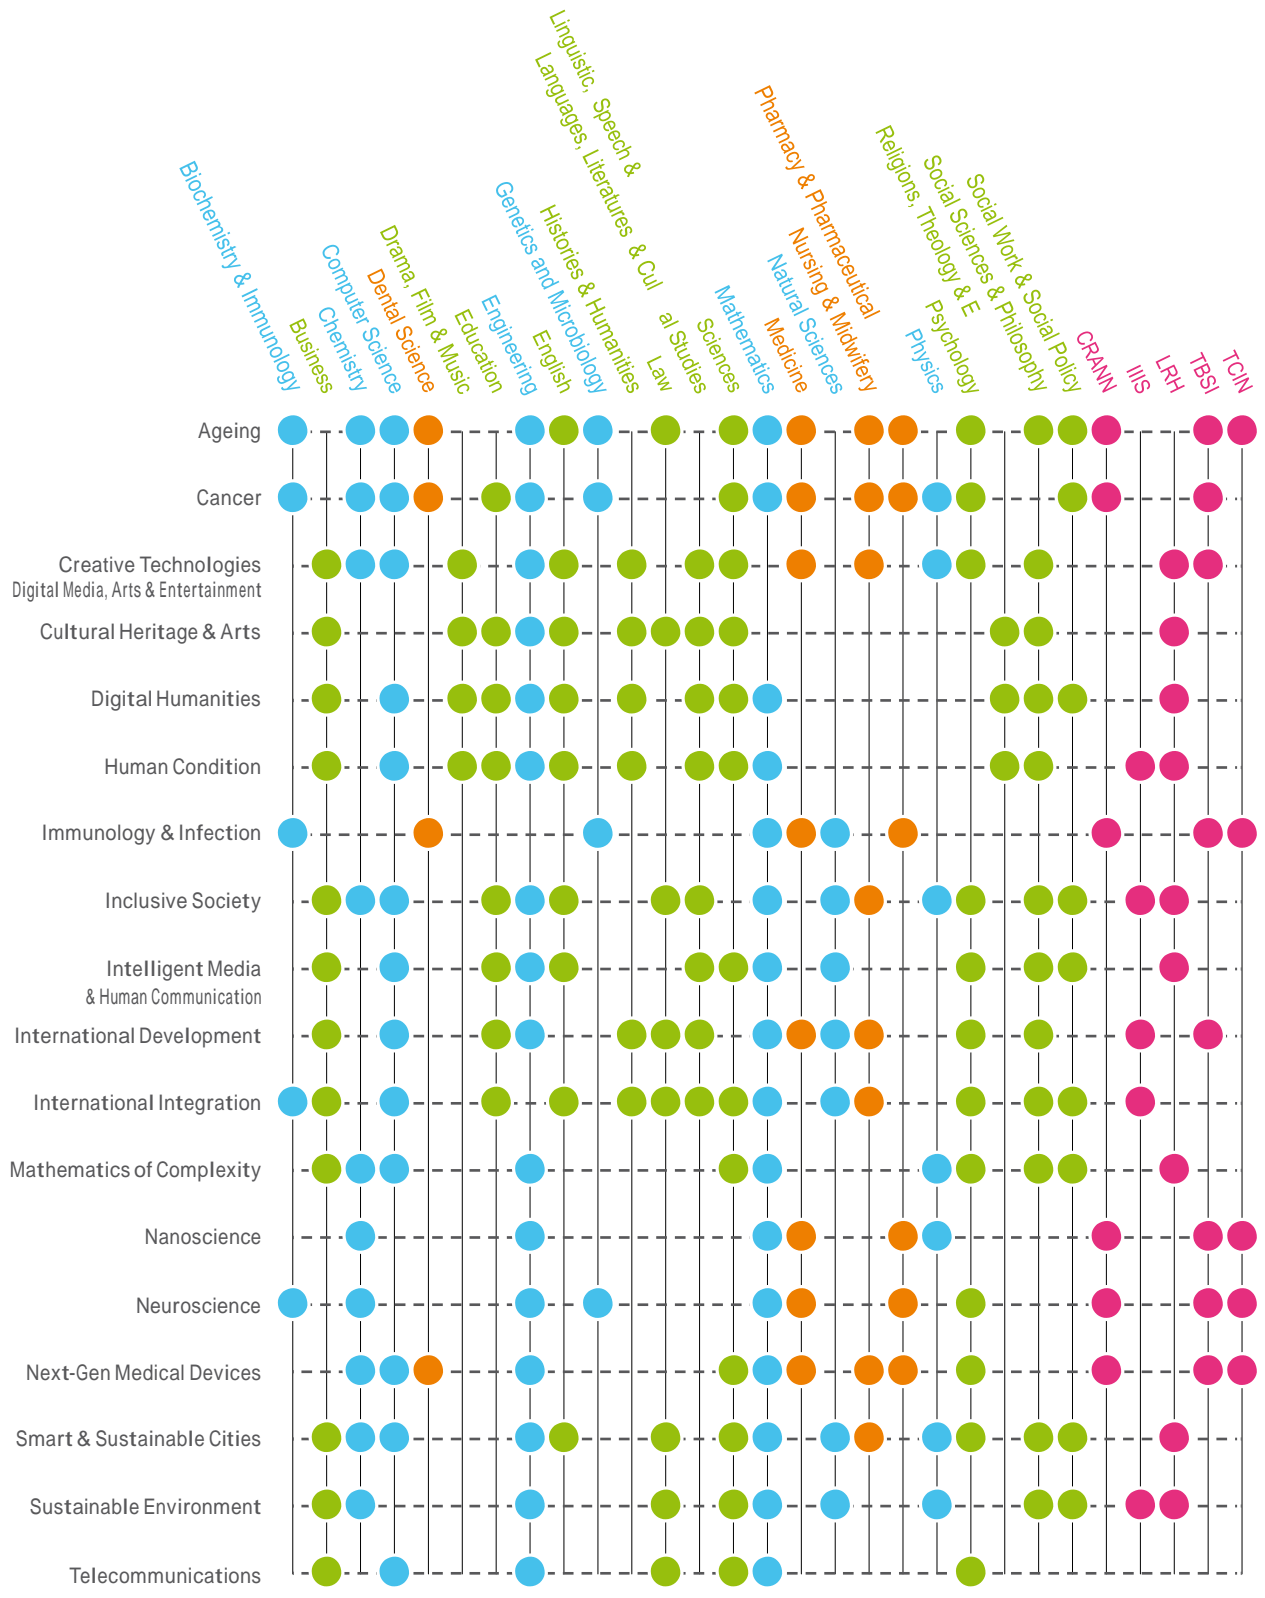 Biochemistry & Immunology
Business
Chemistry
Computer Science
Dental Science
Drama, Film & Music
Education
Engineering
English
Genetics and Microbiology
Histories & Humanities
Law
Languages, Literatures & Cul al Studies
Linguistic, Speech &
Sciences
Mathematics
Medicine
Natural Sciences
Nursing & Midwifery
Pharmacy & Pharmaceutical
Physics
Psychology
Religions, Theology & E
Social Sciences & Philosophy
Social Work & Social Policy
CRANN
IIIS
LRH
TBSI
TCIN
Ageing
Cancer
Creative Technologies
Digital Media, Arts & Entertainment
Cultural Heritage & Arts
Digital Humanities
Human Condition
Immunology & Infection
Inclusive Society
Intelligent Media
& Human Communication
International Development
International Integration
Mathematics of Complexity
Nanoscience
Neuroscience
Next-Gen Medical Devices
Smart & Sustainable Cities
Sustainable Environment
Telecommunications